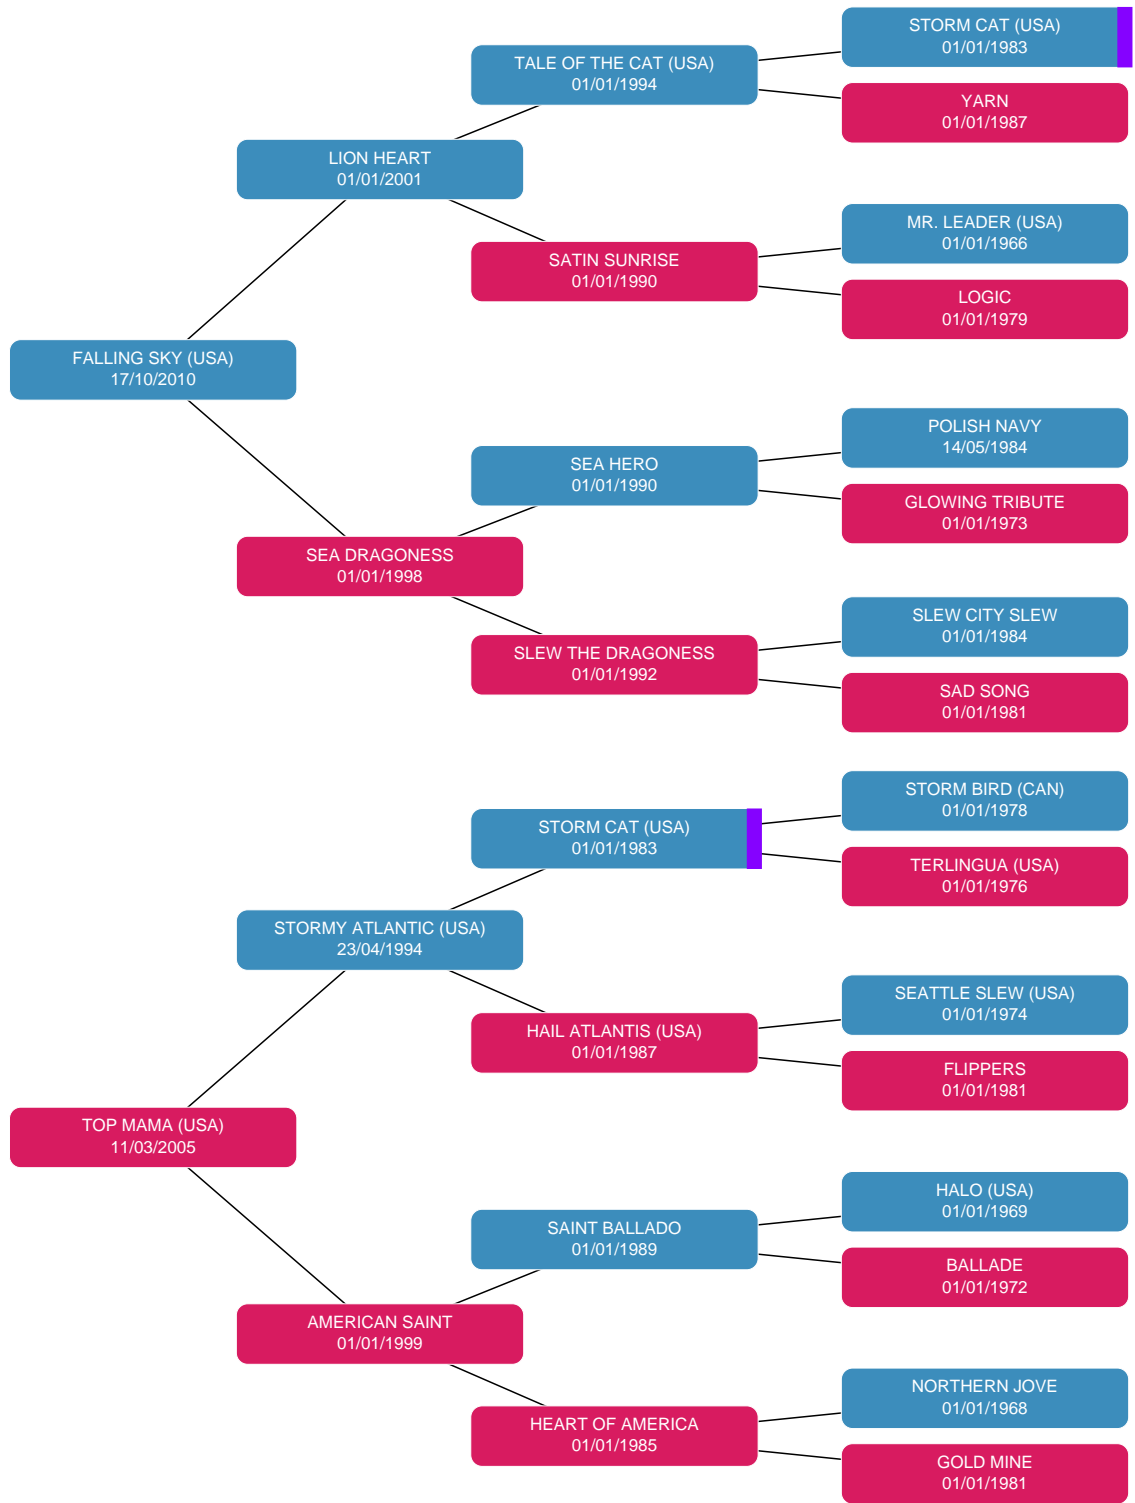 STORM CAT (USA)
01/01/1983
TALE OF THE CAT (USA)
01/01/1994
YARN
01/01/1987
LION HEART
01/01/2001
MR. LEADER (USA)
01/01/1966
SATIN SUNRISE
01/01/1990
LOGIC
01/01/1979
FALLING SKY (USA)
17/10/2010
POLISH NAVY
14/05/1984
SEA HERO
01/01/1990
GLOWING TRIBUTE
01/01/1973
SEA DRAGONESS
01/01/1998
SLEW CITY SLEW
01/01/1984
SLEW THE DRAGONESS
01/01/1992
SAD SONG
01/01/1981
STORM BIRD (CAN)
01/01/1978
STORM CAT (USA)
01/01/1983
TERLINGUA (USA)
01/01/1976
STORMY ATLANTIC (USA)
23/04/1994
SEATTLE SLEW (USA)
01/01/1974
HAIL ATLANTIS (USA)
01/01/1987
FLIPPERS
01/01/1981
TOP MAMA (USA)
11/03/2005
HALO (USA)
01/01/1969
SAINT BALLADO
01/01/1989
BALLADE
01/01/1972
AMERICAN SAINT
01/01/1999
NORTHERN JOVE
01/01/1968
HEART OF AMERICA
01/01/1985
GOLD MINE
01/01/1981